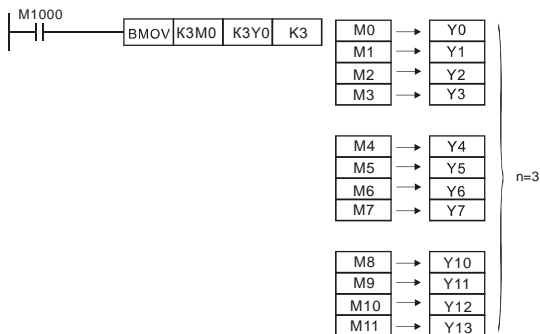 M1000
BMOV K3M0 K3Y0 K3
M0 Y0
M1 Y1
M2 Y2
M3 Y3
M4 Y4
M5 Y5
M6 Y6
M7 Y7
n=3
M8 Y10
M9 Y11
M10 Y12
M11 Y13